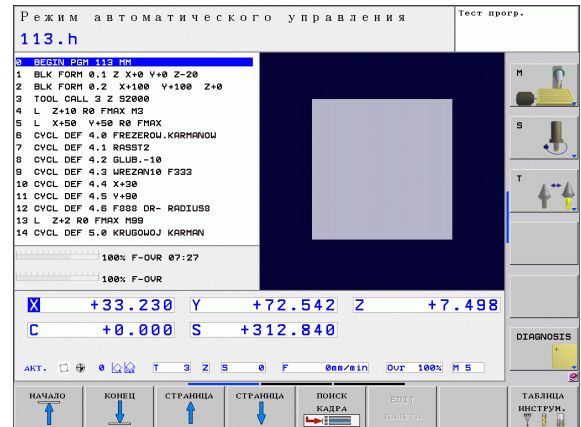 Режим автоматического управления
Тест прогр.
113.h
0 BEGIN PGM 113 MM
1 BLK FORM 0.1 Z X+0 Y+0 Z-20
2 BLK FORM 0.2 X+100 Y+100 Z+0
3 TOOL CALL 3 Z S2000
4 L Z+10 R0 FMAX M3
5 L X+50 Y+50 R0 FMAX
6 CYCL DEF 4.0 FREZEROW.KARMANOW
7 CYCL DEF 4.1 RASST2
8 CYCL DEF 4.2 GLUB.-10
9 CYCL DEF 4.3 WREZAN10 F333
10 CYCL DEF 4.4 X+30
11 CYCL DEF 4.5 Y+90
12 CYCL DEF 4.6 F888 DR- RADIUS8
13 L Z+2 R0 FMAX M99
14 CYCL DEF 5.0 KRUGOWOJ KARMAN
M
S
T
100% F-OVR 07:27
100% F-OVR
X +33.230 Y +72.542 Z +7.498
C +0.000 S +312.840
DIAGNOSIS
АКТ. 0 T 3 Z S 0 F 0mm/min Ovr 100% M 5
НАЧАЛО КОНЕЦ СТРАНИЦА СТРАНИЦА ПОИСК КАДРА EDIT ПАЛЕТА ТАБЛИЦА ИНСТРУМ.